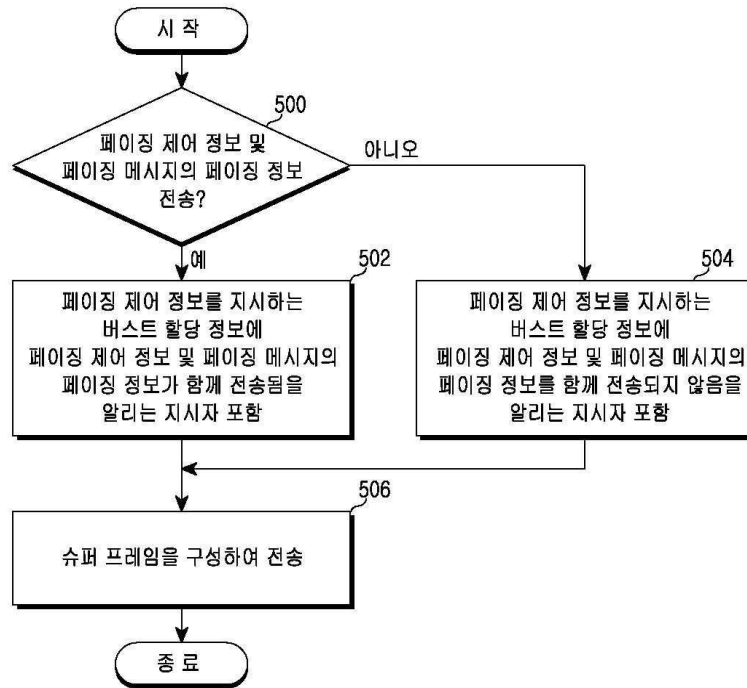 시 작
500
페이징 제어 정보 및
페이징 메시지의 페이징 정보
전송?
아니오
예
502
페이징 제어 정보를 지시하는
버스트 할당 정보에
페이징 제어 정보 및 페이징 메시지의
페이징 정보가 함께 전송됨을
알리는 지시자 포함
504
페이징 제어 정보를 지시하는
버스트 할당 정보에
페이징 제어 정보 및 페이징 메시지의
페이징 정보를 함께 전송되지 않음을
알리는 지시자 포함
506
슈퍼 프레임을 구성하여 전송
종 료